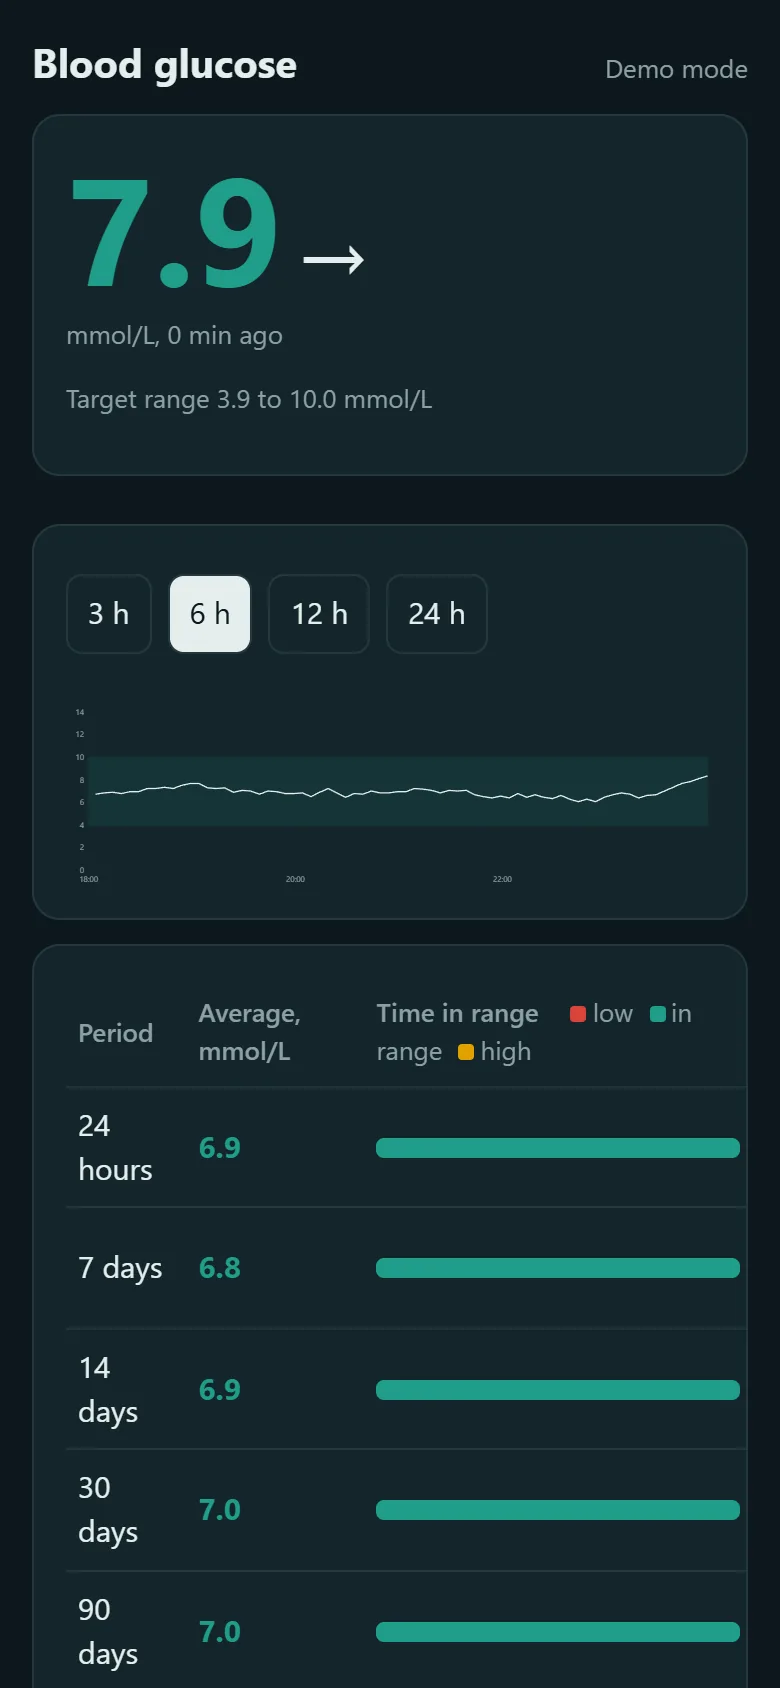 Blood glucose
Demo mode
7.9 →
mmol/L, 0 min ago
Target range 3.9 to 10.0 mmol/L
3 h 6 h 12 h 24 h
14
12
10
8
6
4
2
0
18:00 20:00 22:00
Period
Average,
mmol/L
Time in range low in
range high
24
hours
6.9
7 days
6.8
14
days
6.9
30
days
7.0
90
days
7.0